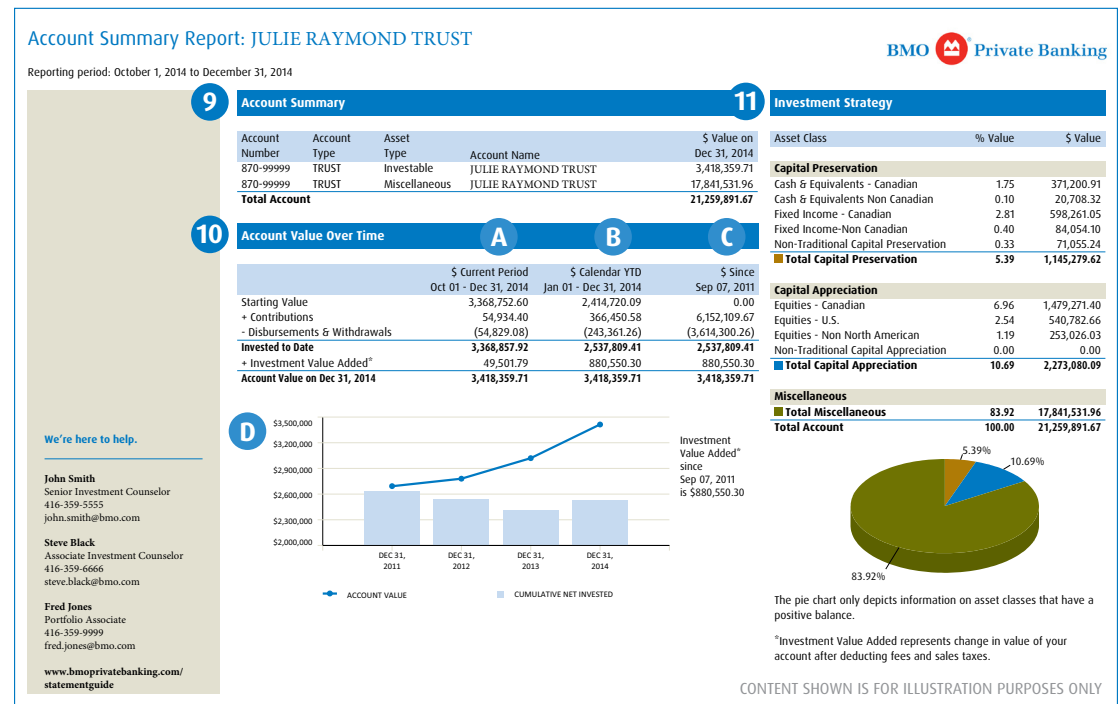 Account Summary Report: JULIE RAYMOND TRUST
BMO Private Banking
Reporting period: October 1, 2014 to December 31, 2014
9 Account Summary
Account Number Account Type Asset Type Account Name $ Value on Dec 31, 2014
870-99999 TRUST Investable JULIE RAYMOND TRUST 3,418,359.71
870-99999 TRUST Miscellaneous JULIE RAYMOND TRUST 17,841,531.96
Total Account 21,259,891.67
10 Account Value Over Time A B C
$ Current Period $ Calendar YTD $ Since
Oct 01 - Dec 31, 2014 Jan 01 - Dec 31, 2014 Sep 07, 2011
Starting Value 3,368,752.60 2,414,720.09 0.00
+ Contributions 54,934.40 366,450.58 6,152,109.67
- Disbursements & Withdrawals (54,829.08) (243,361.26) (3,614,300.26)
Invested to Date 3,368,857.92 2,537,809.41 2,537,809.41
+ Investment Value Added* 49,501.79 880,550.30 880,550.30
Account Value on Dec 31, 2014 3,418,359.71 3,418,359.71 3,418,359.71
D
$3,500,000
$3,200,000
$2,900,000
$2,600,000
$2,300,000
$2,000,000
DEC 31, 2011
DEC 31, 2012
DEC 31, 2013
DEC 31, 2014
ACCOUNT VALUE
CUMULATIVE NET INVESTED
Investment
Value Added*
since
Sep 07, 2011
is $880,550.30
11 Investment Strategy
Asset Class % Value $ Value
Capital Preservation
Cash & Equivalents - Canadian 1.75 371,200.91
Cash & Equivalents Non Canadian 0.10 20,708.32
Fixed Income - Canadian 2.81 598,261.05
Fixed Income-Non Canadian 0.40 84,054.10
Non-Traditional Capital Preservation 0.33 71,055.24
Total Capital Preservation 5.39 1,145,279.62
Capital Appreciation
Equities - Canadian 6.96 1,479,271.40
Equities - U.S. 2.54 540,782.66
Equities - Non North American 1.19 253,026.03
Non-Traditional Capital Appreciation 0.00 0.00
Total Capital Appreciation 10.69 2,273,080.09
Miscellaneous
Total Miscellaneous 83.92 17,841,531.96
Total Account 100.00 21,259,891.67
5.39%
10.69%
83.92%
The pie chart only depicts information on asset classes that have a
positive balance.
*Investment Value Added represents change in value of your
account after deducting fees and sales taxes.
We're here to help.
John Smith
Senior Investment Counselor
416-359-5555
john.smith@bmo.com
Steve Black
Associate Investment Counselor
416-359-6666
steve.black@bmo.com
Fred Jones
Portfolio Associate
416-359-9999
fred.jones@bmo.com
www.bmoprivatebanking.com/
statementguide
CONTENT SHOWN IS FOR ILLUSTRATION PURPOSES ONLY